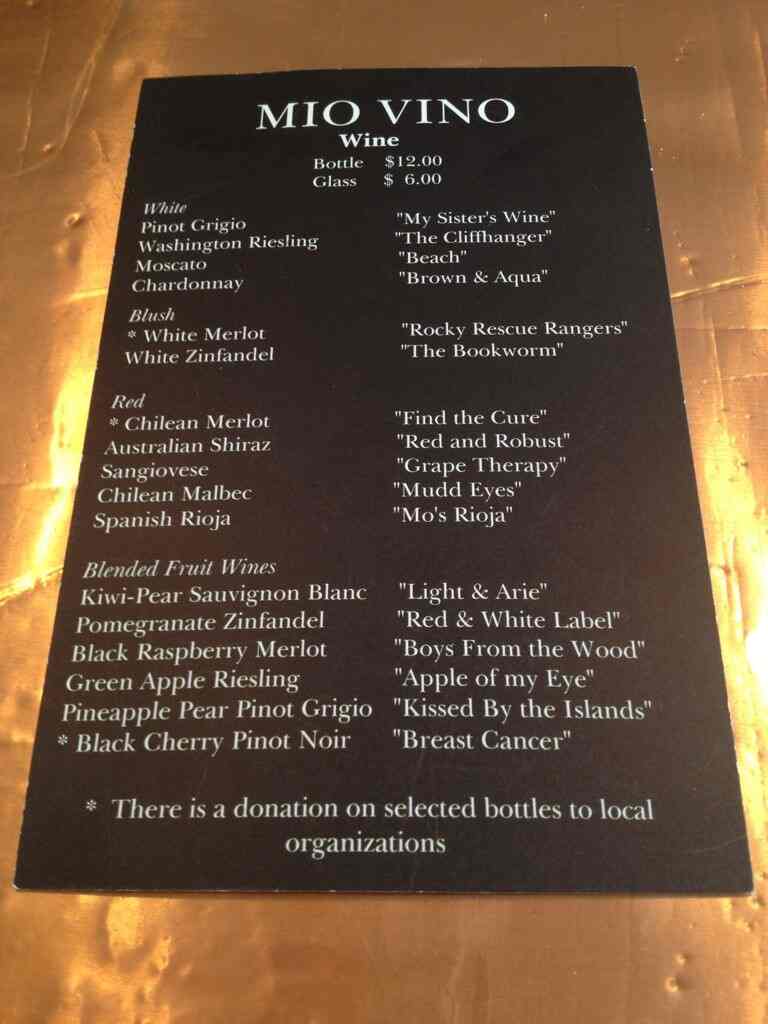 MIO VINO
Wine
Bottle $12.00
Glass $ 6.00
White
Pinot Grigio "My Sister's Wine"
Washington Riesling "The Cliffhanger"
Moscato "Beach"
Chardonnay "Brown & Aqua"
Blush
* White Merlot "Rocky Rescue Rangers"
White Zinfandel "The Bookworm"
Red
* Chilean Merlot "Find the Cure"
Australian Shiraz "Red and Robust"
Sangiovese "Grape Therapy"
Chilean Malbec "Mudd Eyes"
Spanish Rioja "Mo's Rioja"
Blended Fruit Wines
Kiwi-Pear Sauvignon Blanc "Light & Arie"
Pomegranate Zinfandel "Red & White Label"
Black Raspberry Merlot "Boys From the Wood"
Green Apple Riesling "Apple of my Eye"
Pineapple Pear Pinot Grigio "Kissed By the Islands"
* Black Cherry Pinot Noir "Breast Cancer"
* There is a donation on selected bottles to local
organizations